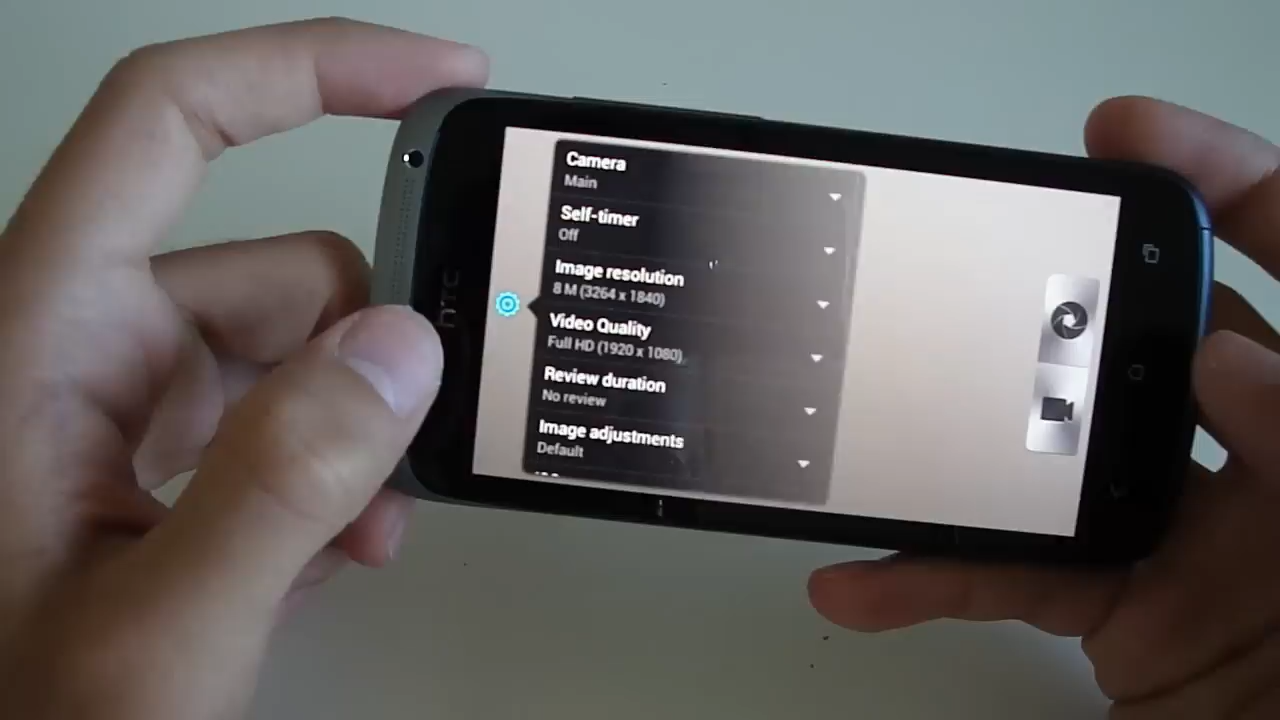 hTC
Camera
Main
Self-timer
Off
Image resolution
8 M (3264 x 1840)
Video Quality
Full HD (1920 x 1080)
Review duration
No review
Image adjustments
Default